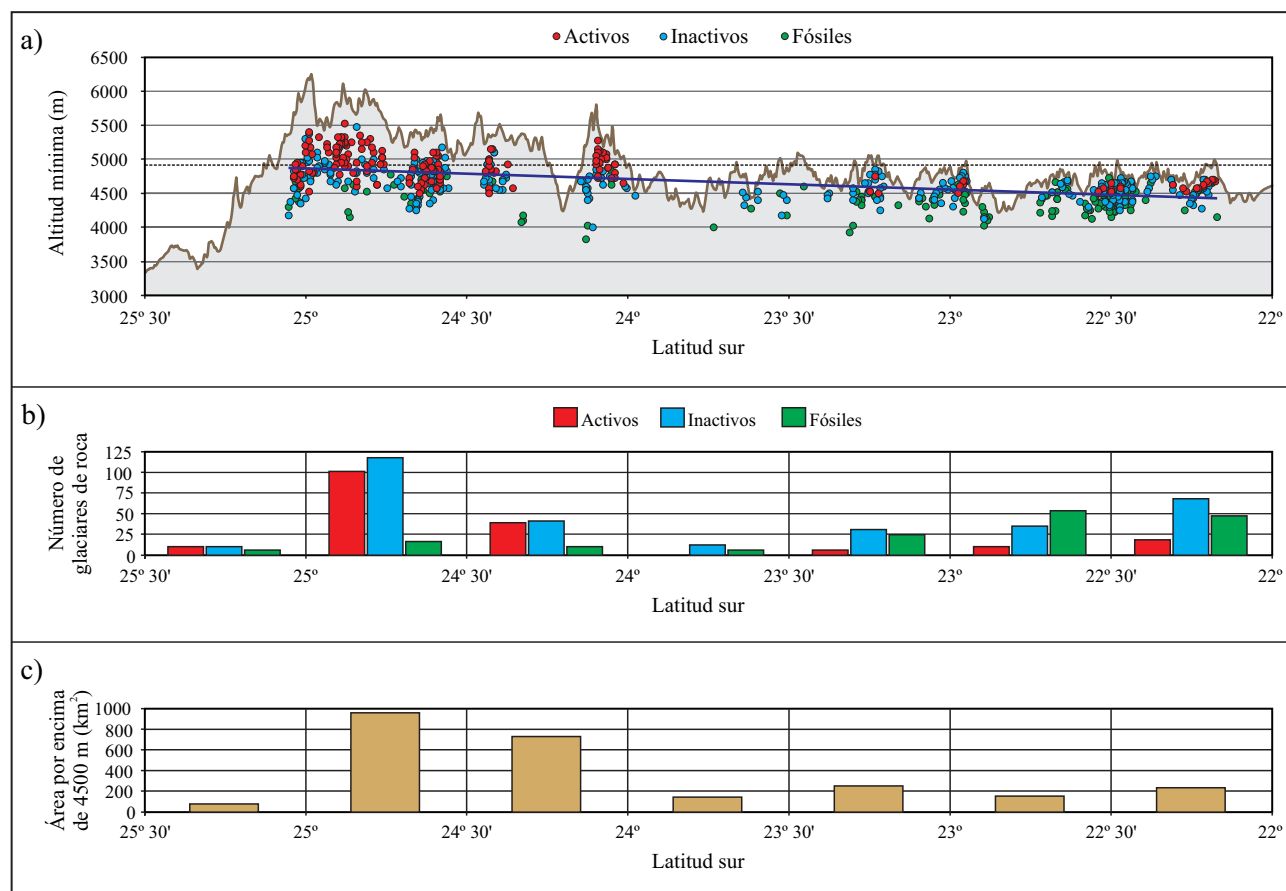 a)
Activos Inactivos Fósiles
Altitud mínima (m)
6500
6000
5500
5000
4500
4000
3500
3000
25º 30' 25º 24º 30' 24º 23º 30' 23º 22º 30' 22º
Latitud sur
b)
Activos Inactivos Fósiles
Número de
glaciares de roca
125
100
75
50
25
0
25º 30' 25º 24º 30' 24º 23º 30' 23º 22º 30' 22º
Latitud sur
c)
Área por encima
de 4500 m (km²)
1000
800
600
400
200
0
25º 30' 25º 24º 30' 24º 23º 30' 23º 22º 30' 22º
Latitud sur